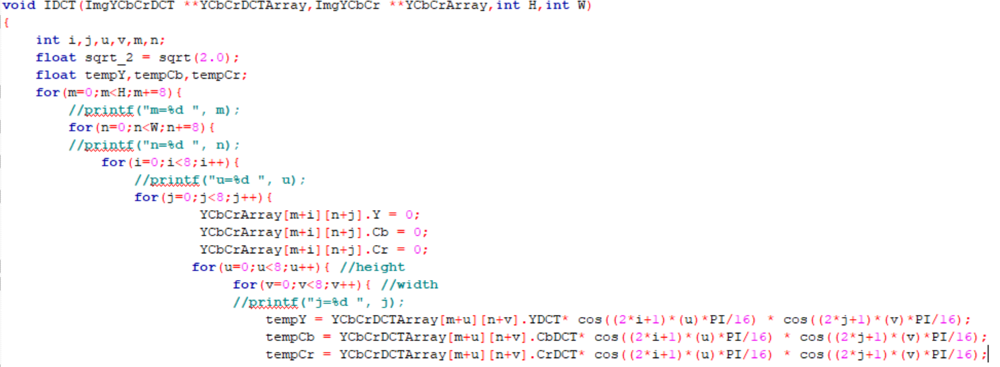 void IDCT(ImgYCbCrDCT **YCbCrDCTArray,ImgYCbCr **YCbCrArray,int H,int W)
{
    int i,j,u,v,m,n;
    float sqrt_2 = sqrt(2.0);
    float tempY,tempCb,tempCr;
    for(m=0;m<H;m+=8){
        //printf("m=%d ", m);
        for(n=0;n<W;n+=8){
        //printf("n=%d ", n);
            for(i=0;i<8;i++){
                //printf("u=%d ", u);
                for(j=0;j<8;j++){
                        YCbCrArray[m+i][n+j].Y = 0;
                        YCbCrArray[m+i][n+j].Cb = 0;
                        YCbCrArray[m+i][n+j].Cr = 0;
                       for(u=0;u<8;u++){ //height
                            for(v=0;v<8;v++){ //width
                            //printf("j=%d ", j);
                                tempY = YCbCrDCTArray[m+u][n+v].YDCT* cos((2*i+1)*(u)*PI/16) * cos((2*j+1)*(v)*PI/16);
                                tempCb = YCbCrDCTArray[m+u][n+v].CbDCT* cos((2*i+1)*(u)*PI/16) * cos((2*j+1)*(v)*PI/16);
                                tempCr = YCbCrDCTArray[m+u][n+v].CrDCT* cos((2*i+1)*(u)*PI/16) * cos((2*j+1)*(v)*PI/16);